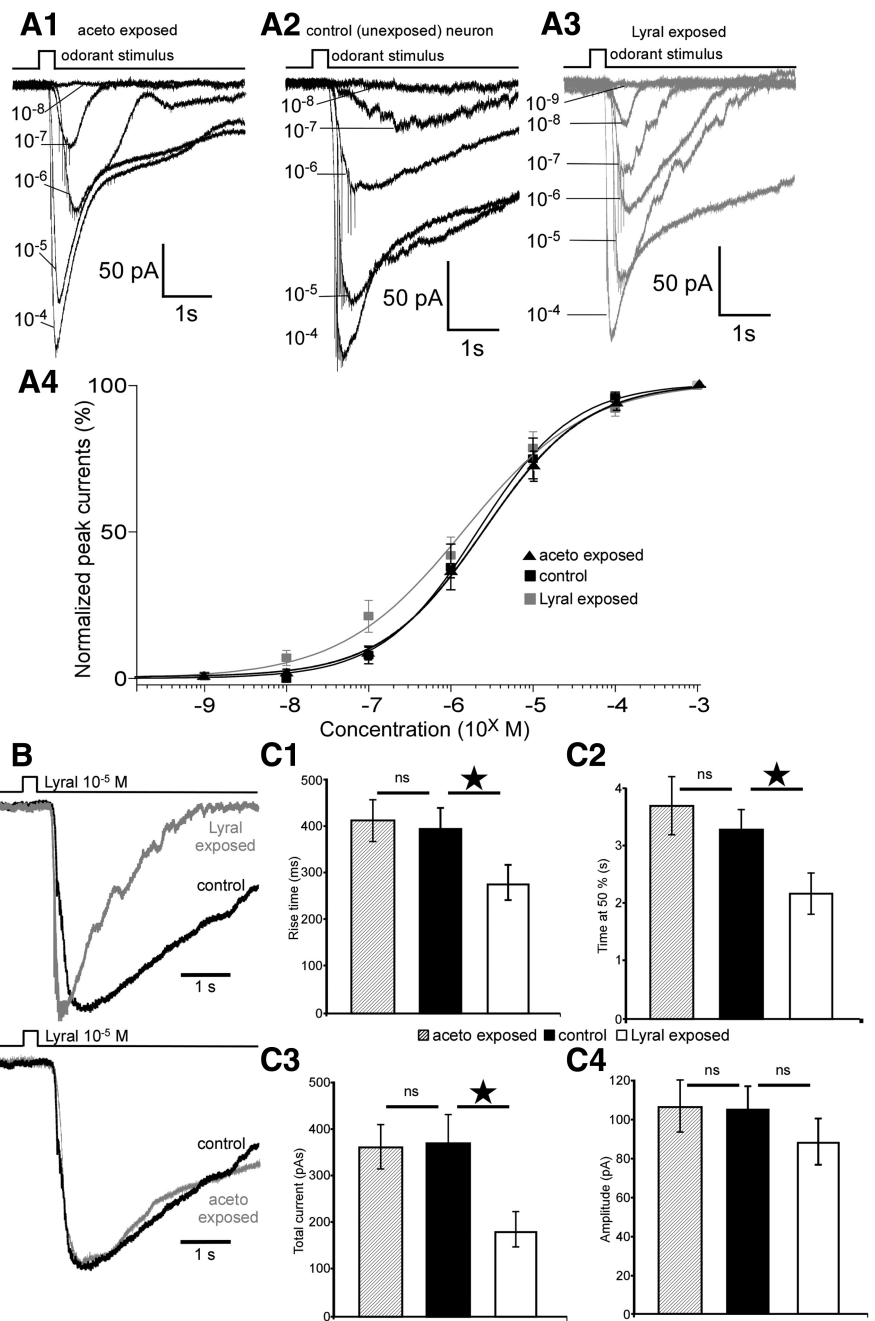 A1 aceto exposed
odorant stimulus
10-8
10-7
10-6
10-5
10-4
50 pA
1s
A2 control (unexposed) neuron
odorant stimulus
10-8
10-7
10-6
10-5
10-4
50 pA
1s
A3 Lyral exposed
odorant stimulus
10-9
10-8
10-7
10-6
10-5
10-4
50 pA
1s
A4
Normalized peak currents (%)
100
50
0
aceto exposed
control
Lyral exposed
-9 -8 -7 -6 -5 -4 -3
Concentration (10X M)
B
Lyral 10-5 M
Lyral
exposed
control
1 s
Lyral 10-5 M
control
aceto
exposed
1 s
C1
Rise time (ms)
500
400
300
200
100
0
ns
C2
Time at 50 % (s)
4
3
2
1
0
ns
aceto exposed control Lyral exposed
C3
Total current (pAs)
500
400
300
200
100
0
ns
C4
Amplitude (pA)
120
100
80
60
40
20
0
ns ns